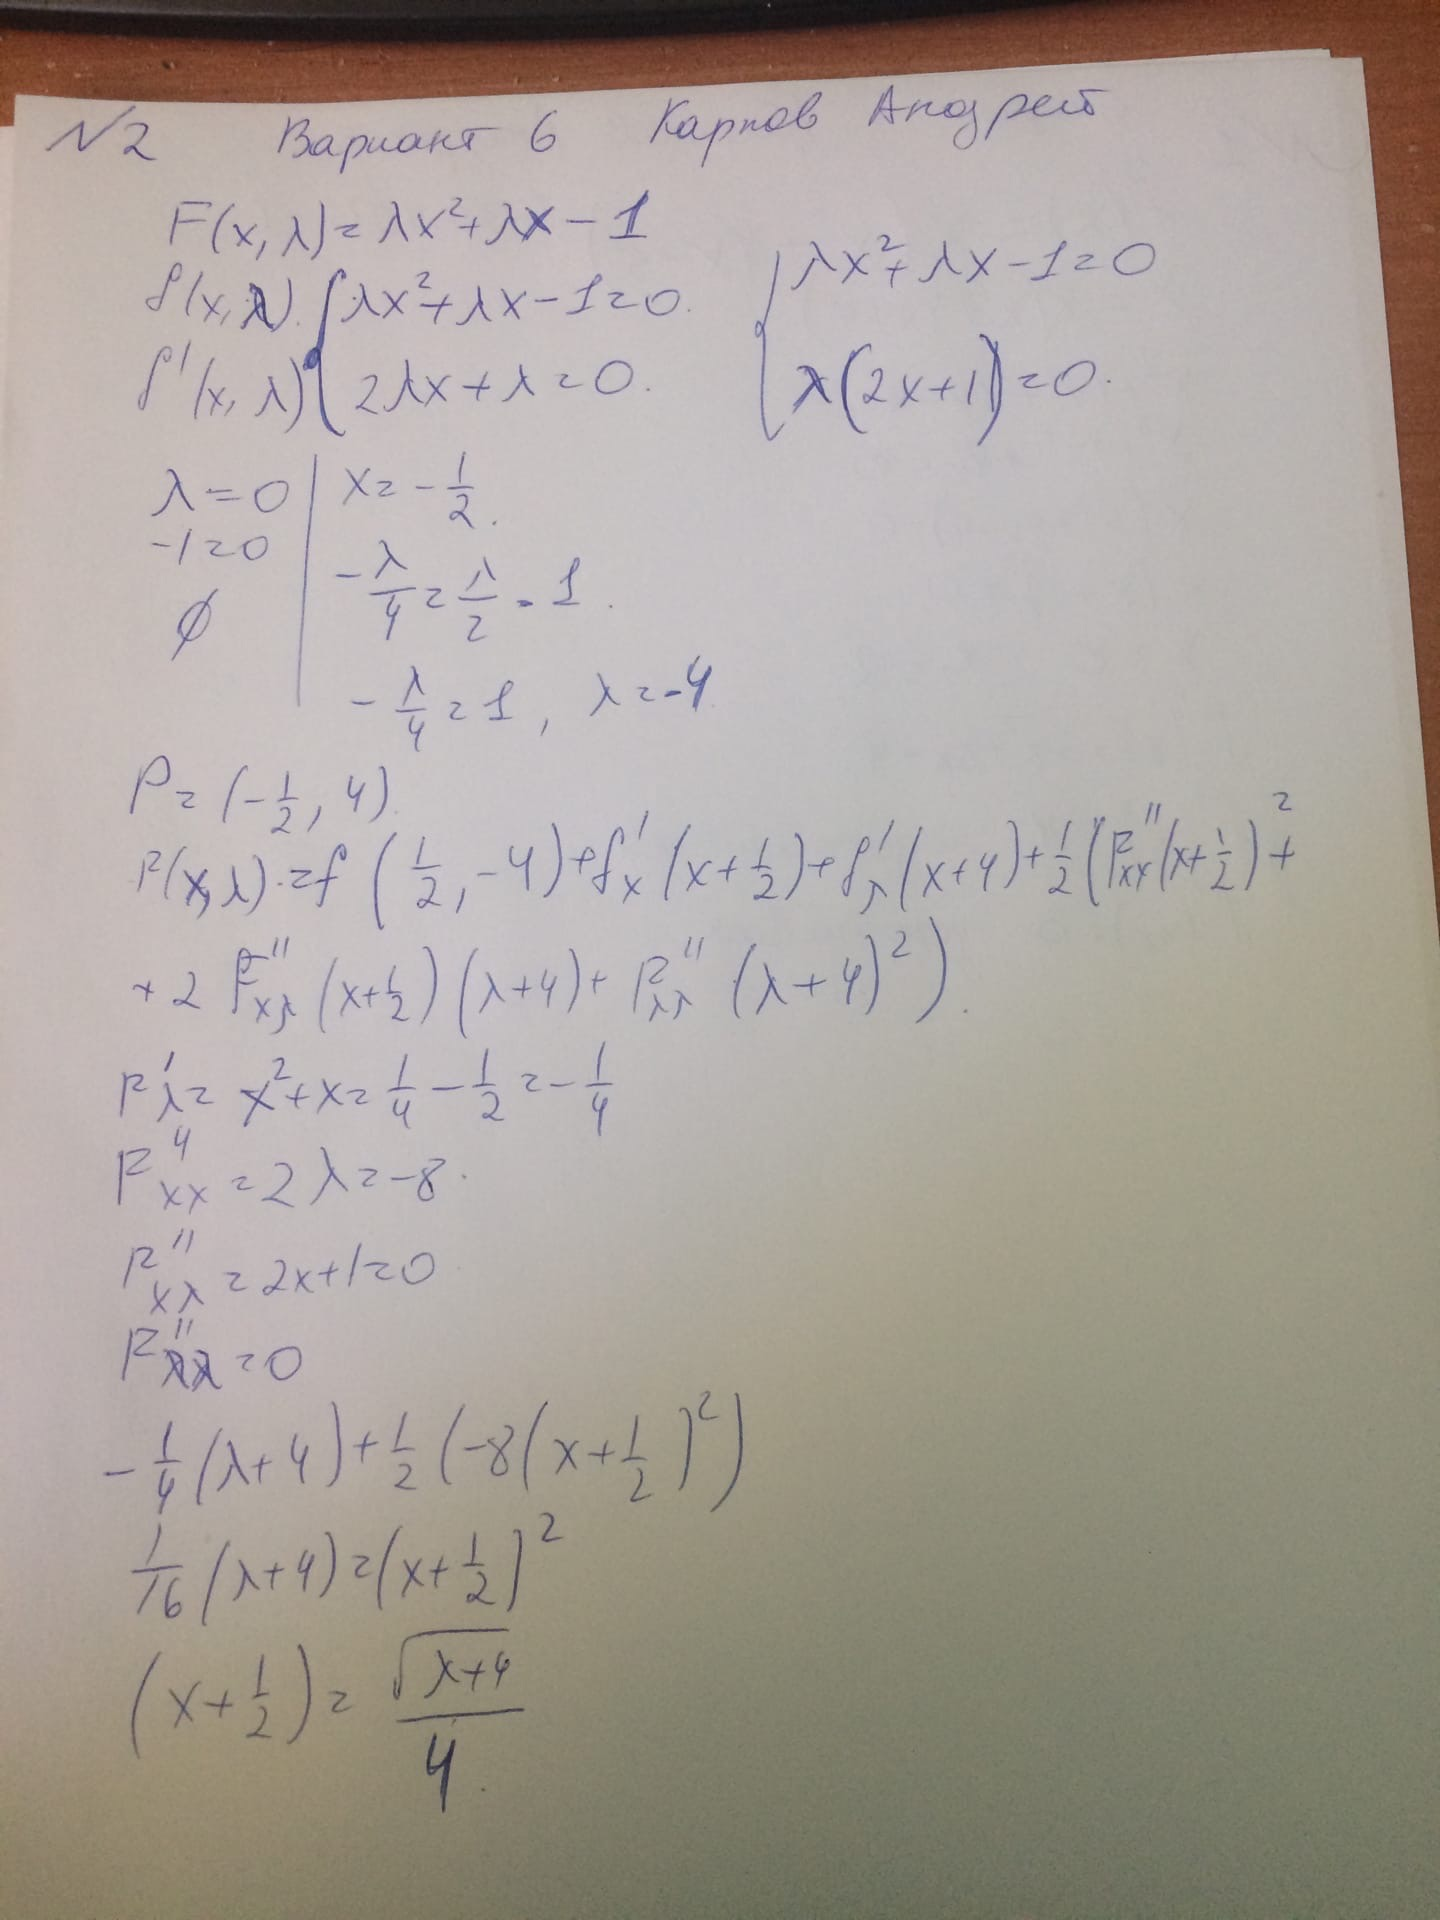 №2 Вариант 6 Карпов Андрей
F(x, λ) = λx² + λx − 1
f(x, λ) { λx² + λx − 1 = 0.
f'(x, λ) { 2λx + λ = 0.
{ λx² + λx − 1 = 0
{ λ(2x + 1) = 0.
λ = 0 | x = −1/2.
−1 = 0
∅
−λ/4 = λ/2 - 1.
−λ/4 = 1, λ = −4
P = (−1/2, 4).
F(x, λ) = f(1/2, −4) + f'x (x + 1/2) + f'λ (x + 4) + 1/2 (F''xx (x + 1/2)² +
+ 2 F''xλ (x + 1/2)(λ + 4) + F''λλ (λ + 4)²).
F'λ = x² + x = 1/4 − 1/2 = −1/4
F''xx = 2λ = −8.
F''xλ = 2x + 1 = 0
F''λλ = 0
−1/4 (λ + 4) + 1/2 (−8(x + 1/2)²)
1/16 (λ + 4) = (x + 1/2)²
(x + 1/2) = √(λ + 4)/4.